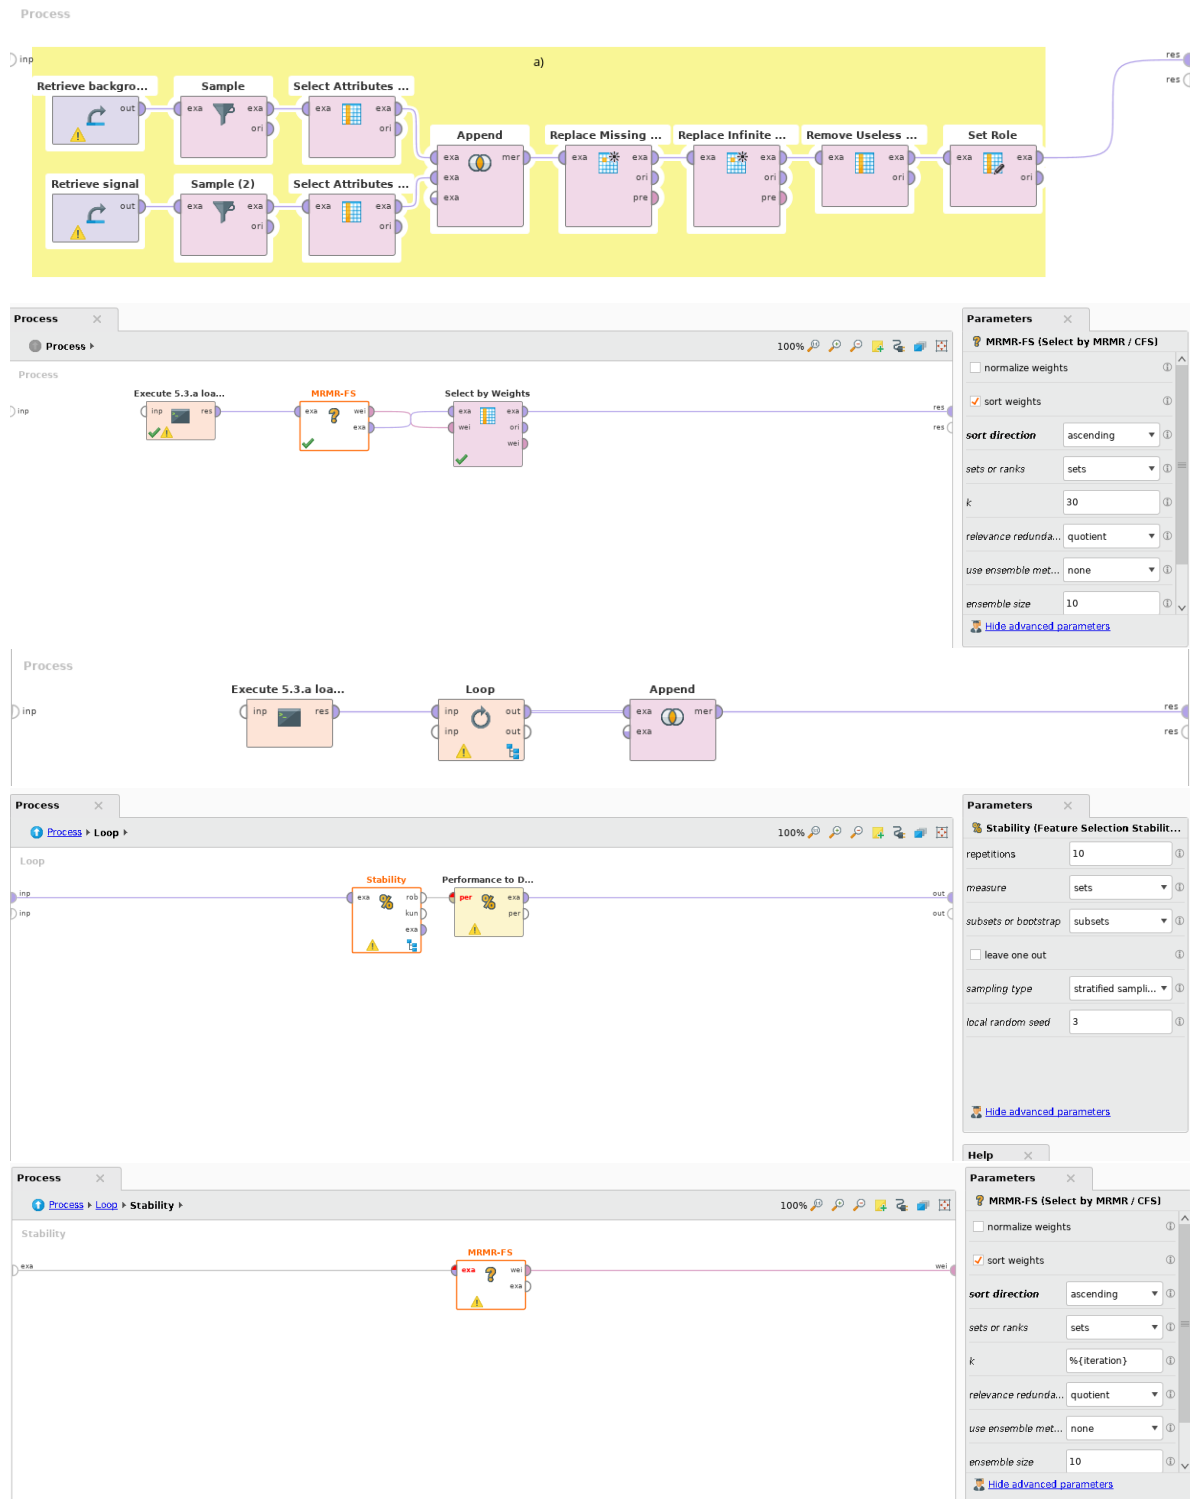 Process
inp
a)
res
res
Retrieve backgro...
Sample
Select Attributes ...
out
exa exa
ori
exa exa
ori
Append
Replace Missing ...
Replace Infinite ...
Remove Useless ...
Set Role
exa mer
exa
exa
exa exa
ori
pre
exa exa
ori
pre
exa exa
ori
exa exa
ori
Retrieve signal
Sample (2)
Select Attributes ...
out
exa exa
ori
exa exa
ori
Process
Process
100%
Process
inp
Execute 5.3.a loa...
inp res
MRMR-FS
exa wei
exa
Select by Weights
exa exa
wei ori
wei
res
res
Parameters
MRMR-FS (Select by MRMR / CFS)
normalize weights
sort weights
sort direction ascending
sets or ranks sets
k 30
relevance redunda... quotient
use ensemble met... none
ensemble size 10
Hide advanced parameters
Process
inp
Execute 5.3.a loa...
inp res
Loop
inp out
inp out
Append
exa mer
exa
res
res
Process
Process Loop
100%
Loop
inp
inp
Stability
exa rob
kun
exa
Performance to D...
per exa
per
out
out
Parameters
Stability (Feature Selection Stabilit...
repetitions 10
measure sets
subsets or bootstrap subsets
leave one out
sampling type stratified sampli...
local random seed 3
Hide advanced parameters
Help
Process
Process Loop Stability
100%
Stability
exa
MRMR-FS
exa wei
exa
wei
Parameters
MRMR-FS (Select by MRMR / CFS)
normalize weights
sort weights
sort direction ascending
sets or ranks sets
k %{iteration}
relevance redunda... quotient
use ensemble met... none
ensemble size 10
Hide advanced parameters